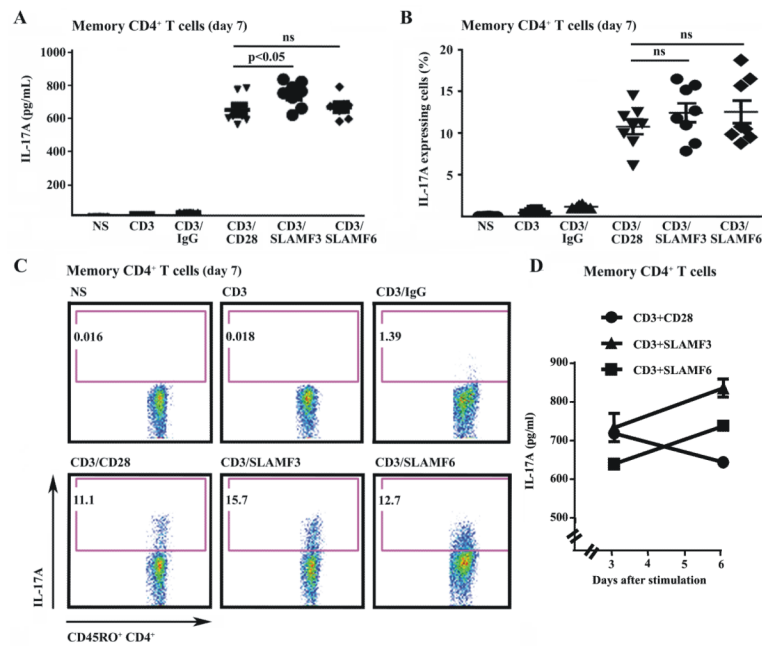 A
Memory CD4⁺ T cells (day 7)
ns
p<0.05
IL-17A (pg/mL)
1000
800
600
400
200
NS
CD3
CD3/
IgG
CD3/
CD28
CD3/
SLAMF3
CD3/
SLAMF6
B
Memory CD4⁺ T cells (day 7)
ns
ns
IL-17A expressing cells (%)
20
15
10
5
NS
CD3
CD3/
IgG
CD3/
CD28
CD3/
SLAMF3
CD3/
SLAMF6
C
Memory CD4⁺ T cells (day 7)
NS
0.016
CD3
0.018
CD3/IgG
1.39
CD3/CD28
11.1
CD3/SLAMF3
15.7
CD3/SLAMF6
12.7
IL-17A
CD45RO⁺ CD4⁺
D
Memory CD4⁺ T cells
CD3+CD28
CD3+SLAMF3
CD3+SLAMF6
IL-17A (pg/ml)
900
800
700
600
500
3
4
5
6
Days after stimulation